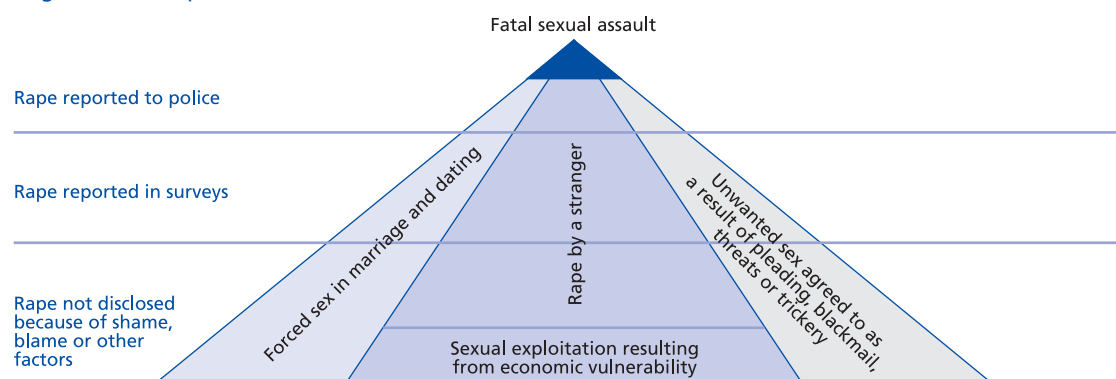 Fatal sexual assault
Rape reported to police
Rape reported in surveys
Rape not disclosed
because of shame,
blame or other
factors
Forced sex in marriage and dating
Rape by a stranger
Unwanted sex agreed to as
a result of pleading, blackmail,
threats or trickery
Sexual exploitation resulting
from economic vulnerability